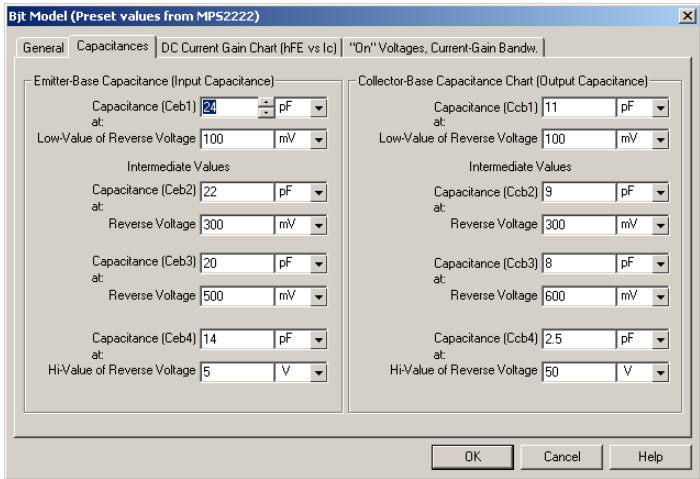 Bjt Model (Preset values from MPS2222)
General Capacitances DC Current Gain Chart (hFE vs Ic) "On" Voltages, Current-Gain Bandw.
Emitter-Base Capacitance (Input Capacitance)
Capacitance (Ceb1) 24 pF
at:
Low-Value of Reverse Voltage 100 mV
Intermediate Values
Capacitance (Ceb2) 22 pF
at:
Reverse Voltage 300 mV
Capacitance (Ceb3) 20 pF
at:
Reverse Voltage 500 mV
Capacitance (Ceb4) 14 pF
at:
Hi-Value of Reverse Voltage 5 V
Collector-Base Capacitance Chart (Output Capacitance)
Capacitance (Ccb1) 11 pF
at:
Low-Value of Reverse Voltage 100 mV
Intermediate Values
Capacitance (Ccb2) 9 pF
at:
Reverse Voltage 300 mV
Capacitance (Ccb3) 8 pF
at:
Reverse Voltage 600 mV
Capacitance (Ccb4) 2.5 pF
at:
Hi-Value of Reverse Voltage 50 V
OK Cancel Help